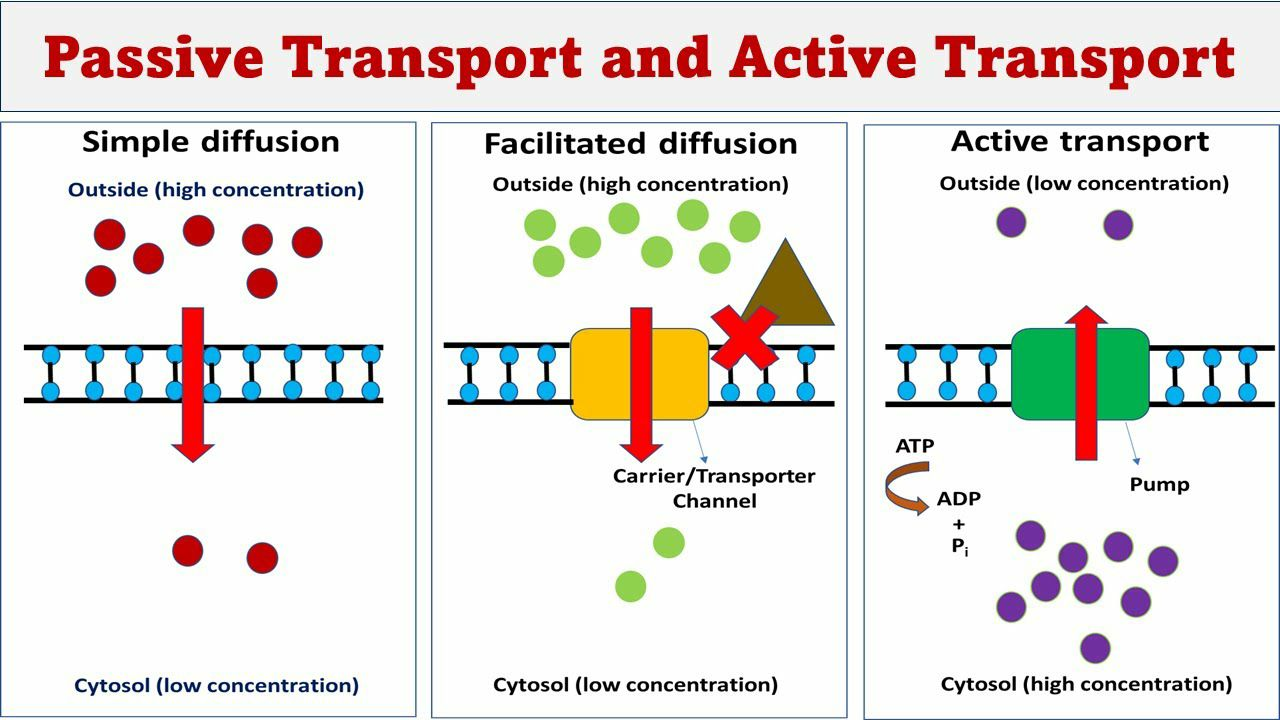 Passive Transport and Active Transport
Simple diffusion
Outside (high concentration)
Cytosol (low concentration)
Facilitated diffusion
Outside (high concentration)
Carrier/Transporter
Channel
Cytosol (low concentration)
Active transport
Outside (low concentration)
ATP
ADP
+
Pi
Pump
Cytosol (high concentration)